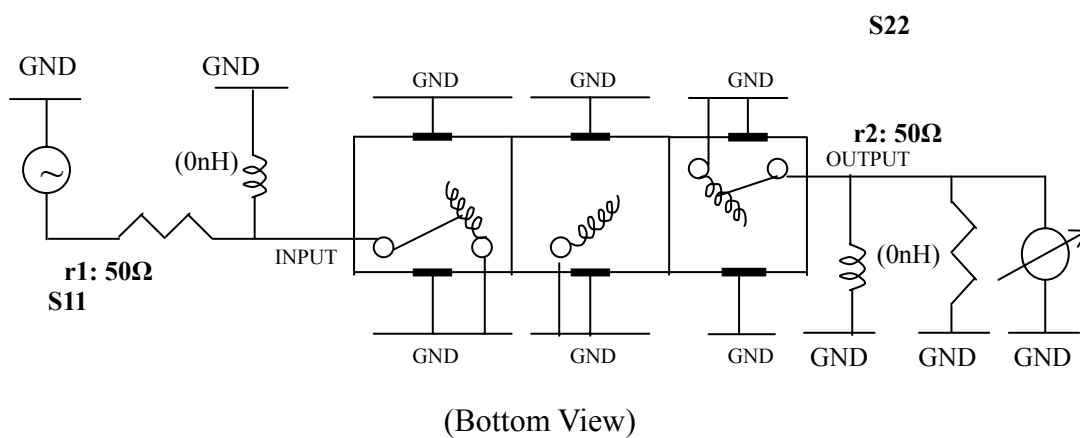 S22
GND
GND
GND
GND
GND
r2: 50Ω
(0nH)
OUTPUT
INPUT
(0nH)
r1: 50Ω
S11
GND
GND
GND
GND
GND
GND
(Bottom View)